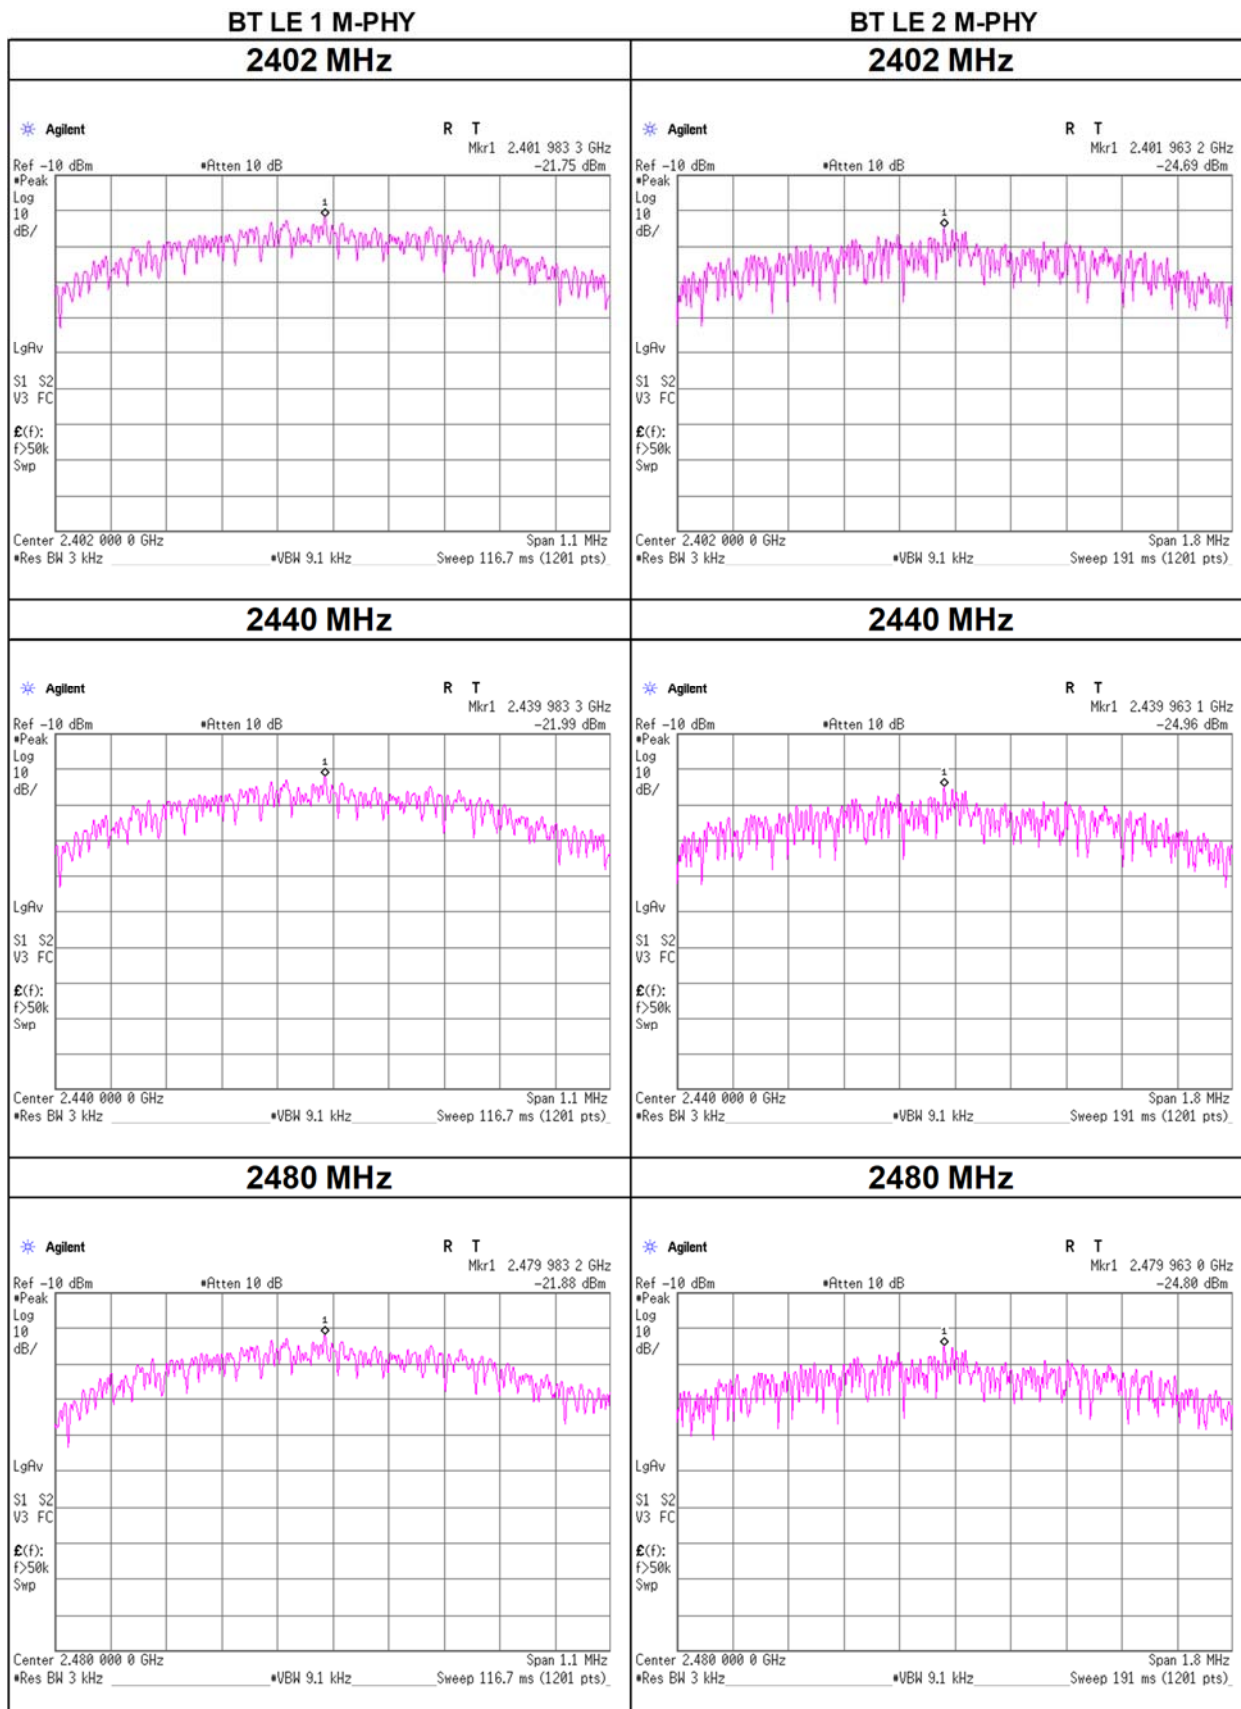 BT LE 1 M-PHY
BT LE 2 M-PHY
2402 MHz
2402 MHz
Agilent
R T
Mkr1 2.401 983 3 GHz
Ref -10 dBm
#Atten 10 dB
-21.75 dBm
#Peak
Log
10
dB/
1
LgAv
S1 S2
V3 FC
£(f):
f>50k
Swp
Center 2.402 000 0 GHz
Span 1.1 MHz
#Res BW 3 kHz
#VBW 9.1 kHz
Sweep 116.7 ms (1201 pts)
Agilent
R T
Mkr1 2.401 963 2 GHz
Ref -10 dBm
#Atten 10 dB
-24.69 dBm
#Peak
Log
10
dB/
1
LgAv
S1 S2
V3 FC
£(f):
f>50k
Swp
Center 2.402 000 0 GHz
Span 1.8 MHz
#Res BW 3 kHz
#VBW 9.1 kHz
Sweep 191 ms (1201 pts)
2440 MHz
2440 MHz
Agilent
R T
Mkr1 2.439 983 3 GHz
Ref -10 dBm
#Atten 10 dB
-21.99 dBm
#Peak
Log
10
dB/
1
LgAv
S1 S2
V3 FC
£(f):
f>50k
Swp
Center 2.440 000 0 GHz
Span 1.1 MHz
#Res BW 3 kHz
#VBW 9.1 kHz
Sweep 116.7 ms (1201 pts)
Agilent
R T
Mkr1 2.439 963 1 GHz
Ref -10 dBm
#Atten 10 dB
-24.96 dBm
#Peak
Log
10
dB/
1
LgAv
S1 S2
V3 FC
£(f):
f>50k
Swp
Center 2.440 000 0 GHz
Span 1.8 MHz
#Res BW 3 kHz
#VBW 9.1 kHz
Sweep 191 ms (1201 pts)
2480 MHz
2480 MHz
Agilent
R T
Mkr1 2.479 983 2 GHz
Ref -10 dBm
#Atten 10 dB
-21.88 dBm
#Peak
Log
10
dB/
1
LgAv
S1 S2
V3 FC
£(f):
f>50k
Swp
Center 2.480 000 0 GHz
Span 1.1 MHz
#Res BW 3 kHz
#VBW 9.1 kHz
Sweep 116.7 ms (1201 pts)
Agilent
R T
Mkr1 2.479 963 0 GHz
Ref -10 dBm
#Atten 10 dB
-24.80 dBm
#Peak
Log
10
dB/
1
LgAv
S1 S2
V3 FC
£(f):
f>50k
Swp
Center 2.480 000 0 GHz
Span 1.8 MHz
#Res BW 3 kHz
#VBW 9.1 kHz
Sweep 191 ms (1201 pts)